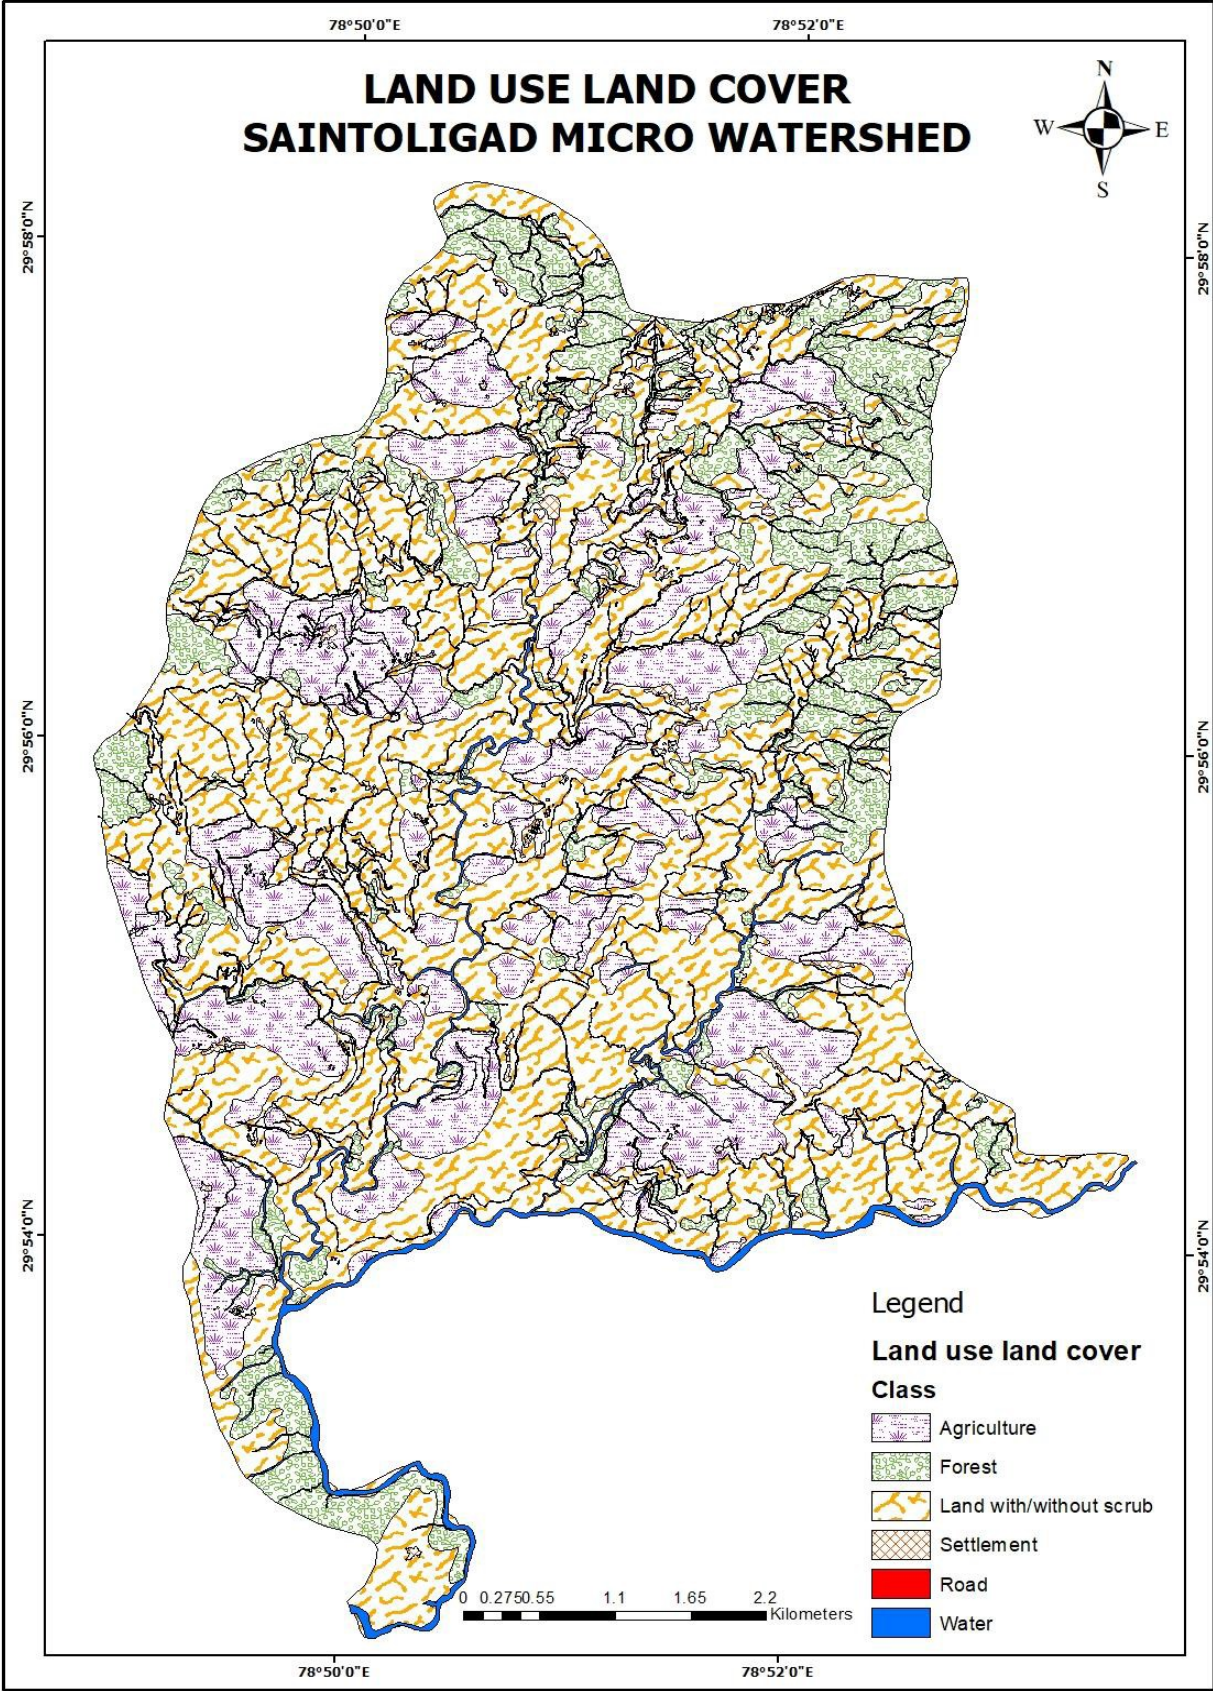 78°50'0"E
78°52'0"E
LAND USE LAND COVER
SAINTOLIGAD MICRO WATERSHED
N
W
E
S
29°58'0"N
29°58'0"N
29°56'0"N
29°56'0"N
29°54'0"N
29°54'0"N
Legend
Land use land cover
Class
Agriculture
Forest
Land with/without scrub
Settlement
Road
Water
0 0.275 0.55 1.1 1.65 2.2
Kilometers
78°50'0"E
78°52'0"E